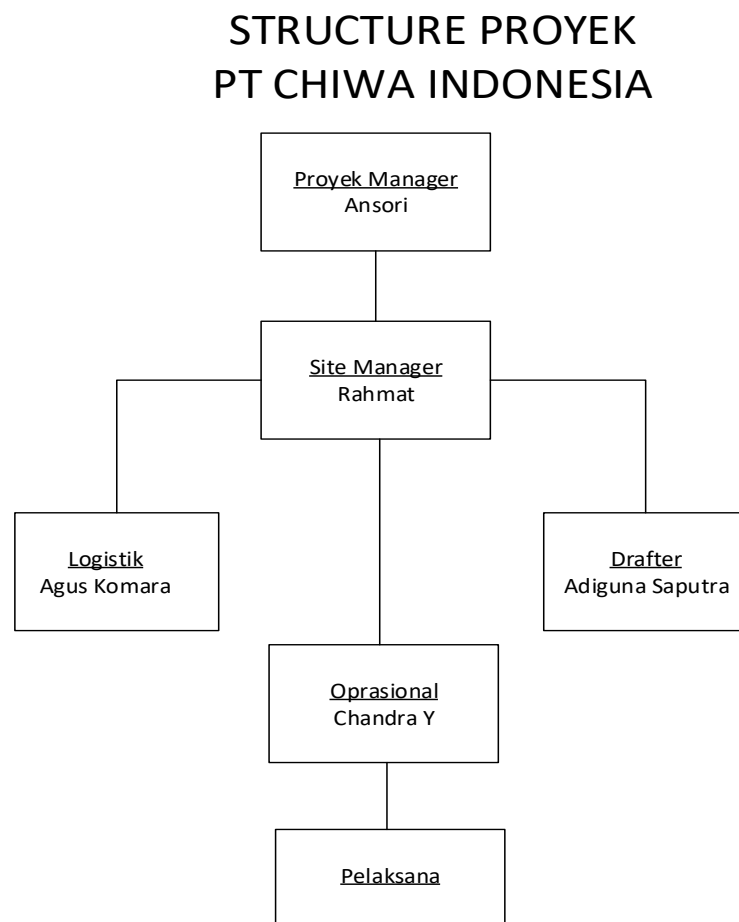 STRUCTURE PROYEK
PT CHIWA INDONESIA
Proyek Manager
Ansori
Site Manager
Rahmat
Logistik
Agus Komara
Drafter
Adiguna Saputra
Oprasional
Chandra Y
Pelaksana